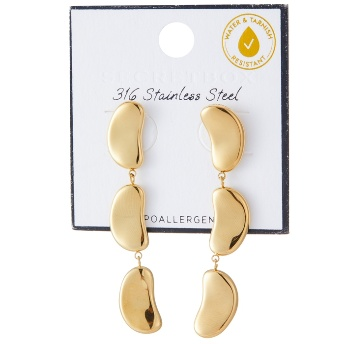 WATER & TARNISH
RESISTANT
316 Stainless Steel
POALLERGEN